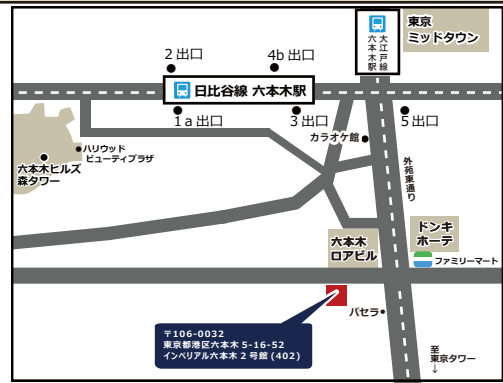 東京
ミッドタウン
大江戸線
六本木駅
2出口
4b出口
日比谷線 六本木駅
1a出口
3出口
5出口
カラオケ館
ハリウッド
ビューティプラザ
六本木ヒルズ
森タワー
外苑東通り
六本木
ロアビル
ドンキ
ホーテ
ファミリーマート
パセラ
〒106-0032
東京都港区六本木5-16-52
インペリアル六本木2号館(402)
至
東京タワー
↓